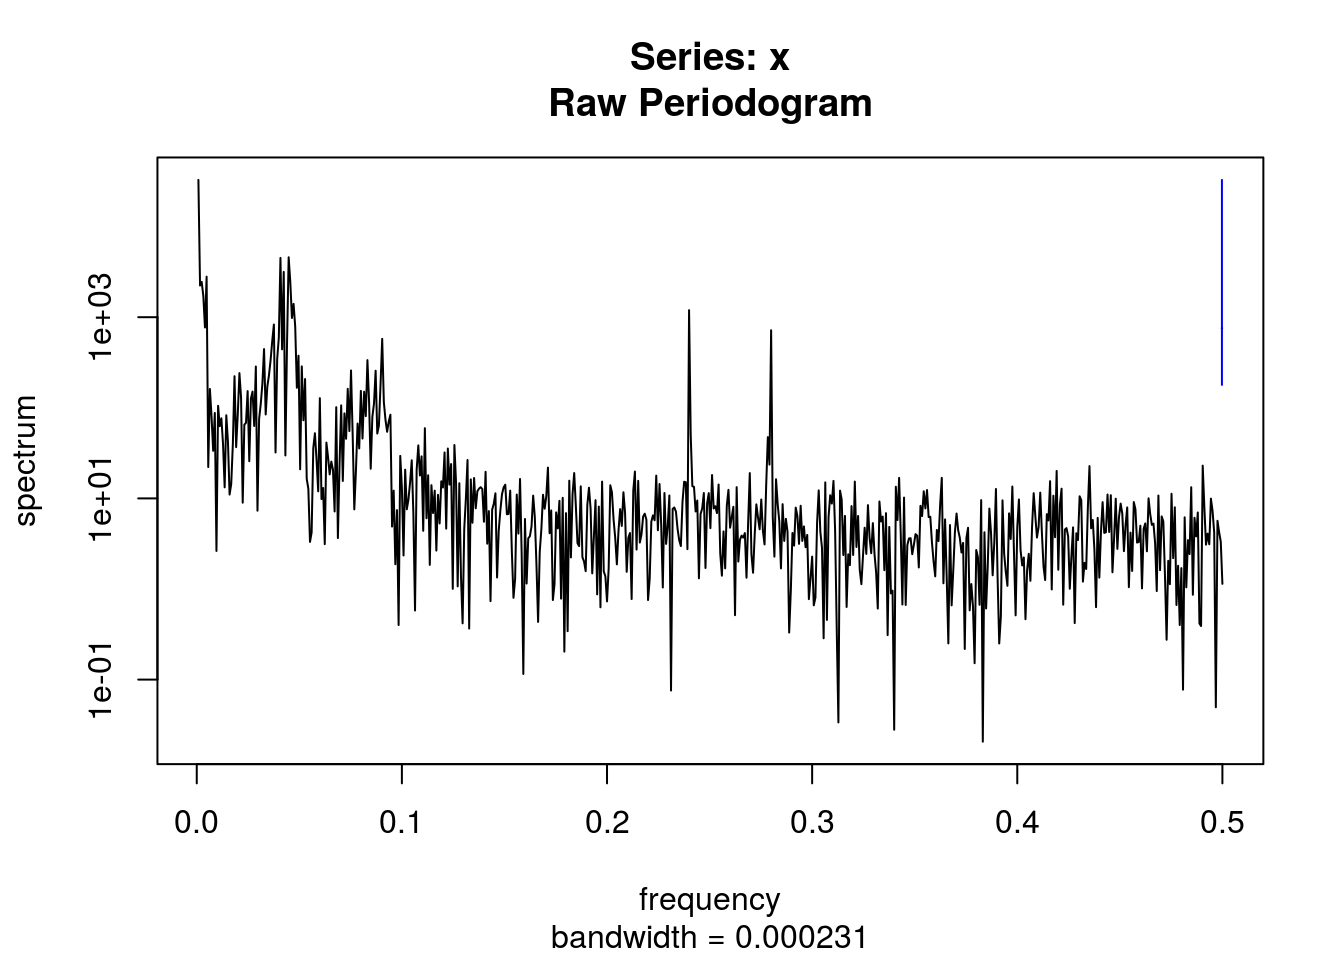 Series: x
Raw Periodogram
spectrum
1e+03
1e+01
1e-01
0.0 0.1 0.2 0.3 0.4 0.5
frequency
bandwidth = 0.000231